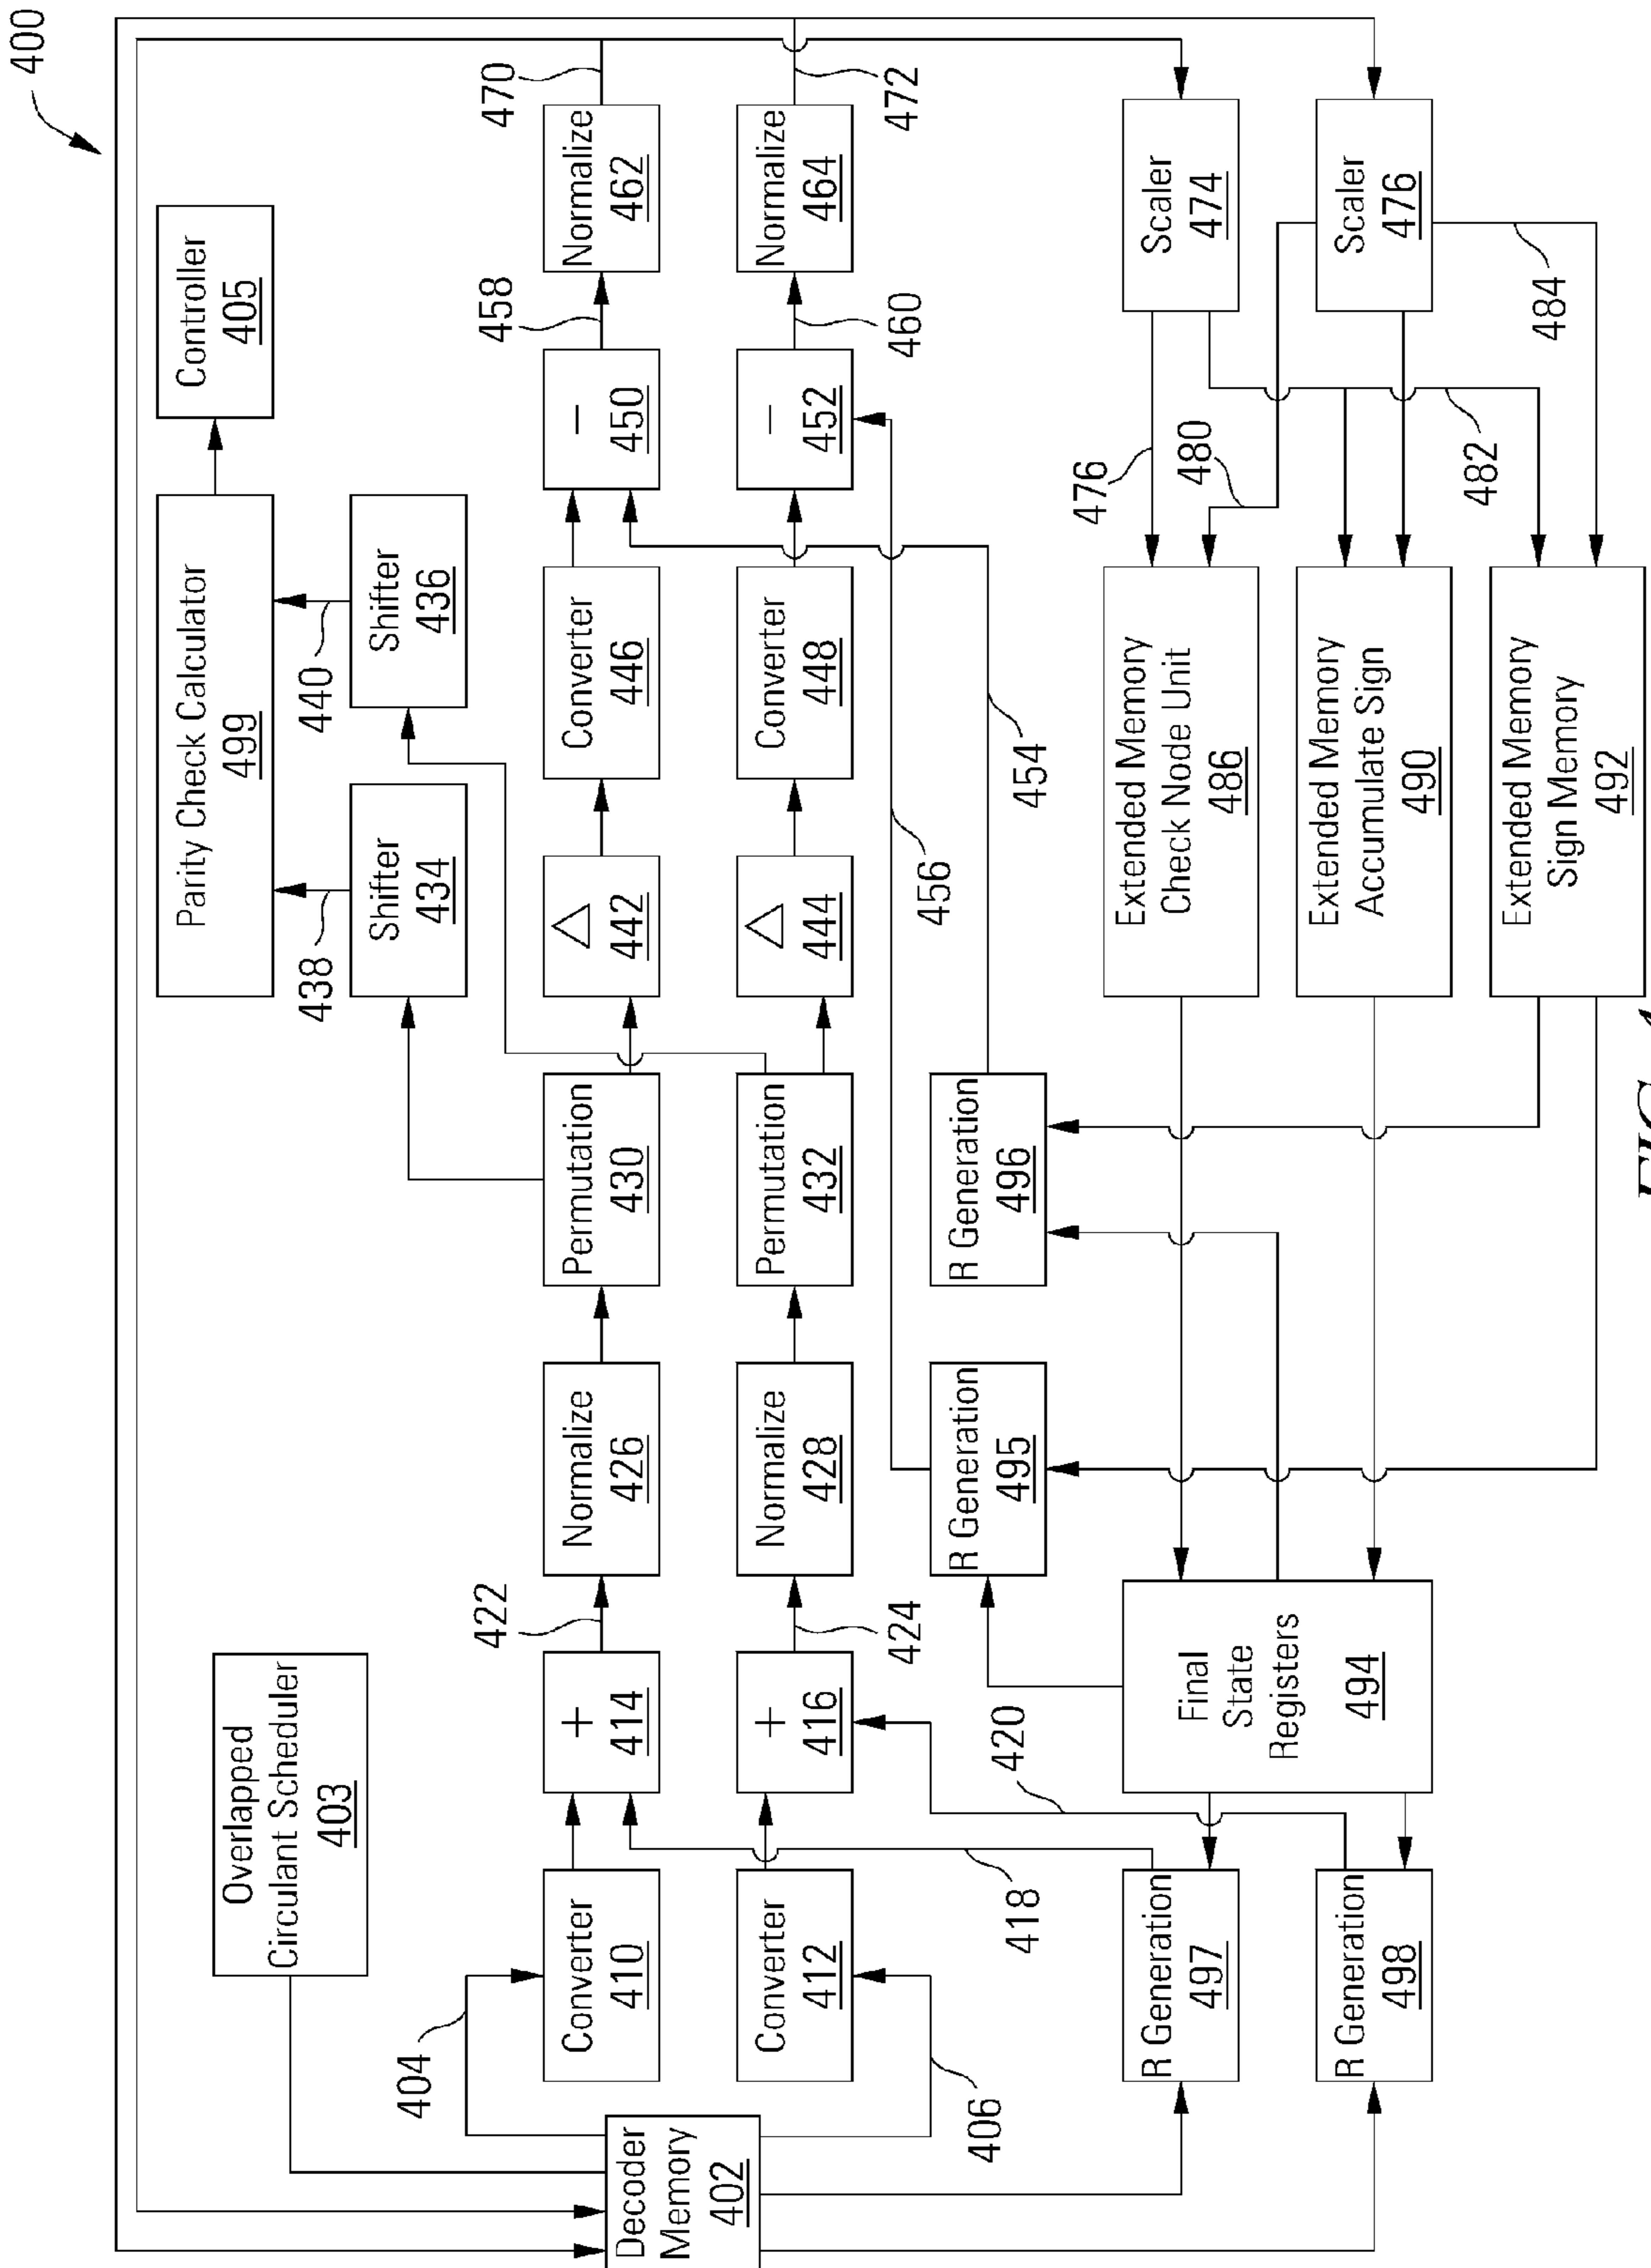 400
Overlapped
Circulant Scheduler
403
Parity Check Calculator
499
Controller
405
438
440
Shifter
434
Shifter
436
404
Decoder
Memory
402
406
Converter
410
Converter
412
+
414
+
416
422
424
Normalize
426
Normalize
428
Permutation
430
Permutation
432
△
442
△
444
Converter
446
Converter
448
−
450
−
452
458
460
Normalize
462
Normalize
464
470
472
418
420
R Generation
495
R Generation
496
456
454
R Generation
497
R Generation
498
Final
State
Registers
494
Extended Memory
Check Node Unit
486
Extended Memory
Accumulate Sign
490
Extended Memory
Sign Memory
492
476
480
482
484
Scaler
474
Scaler
476